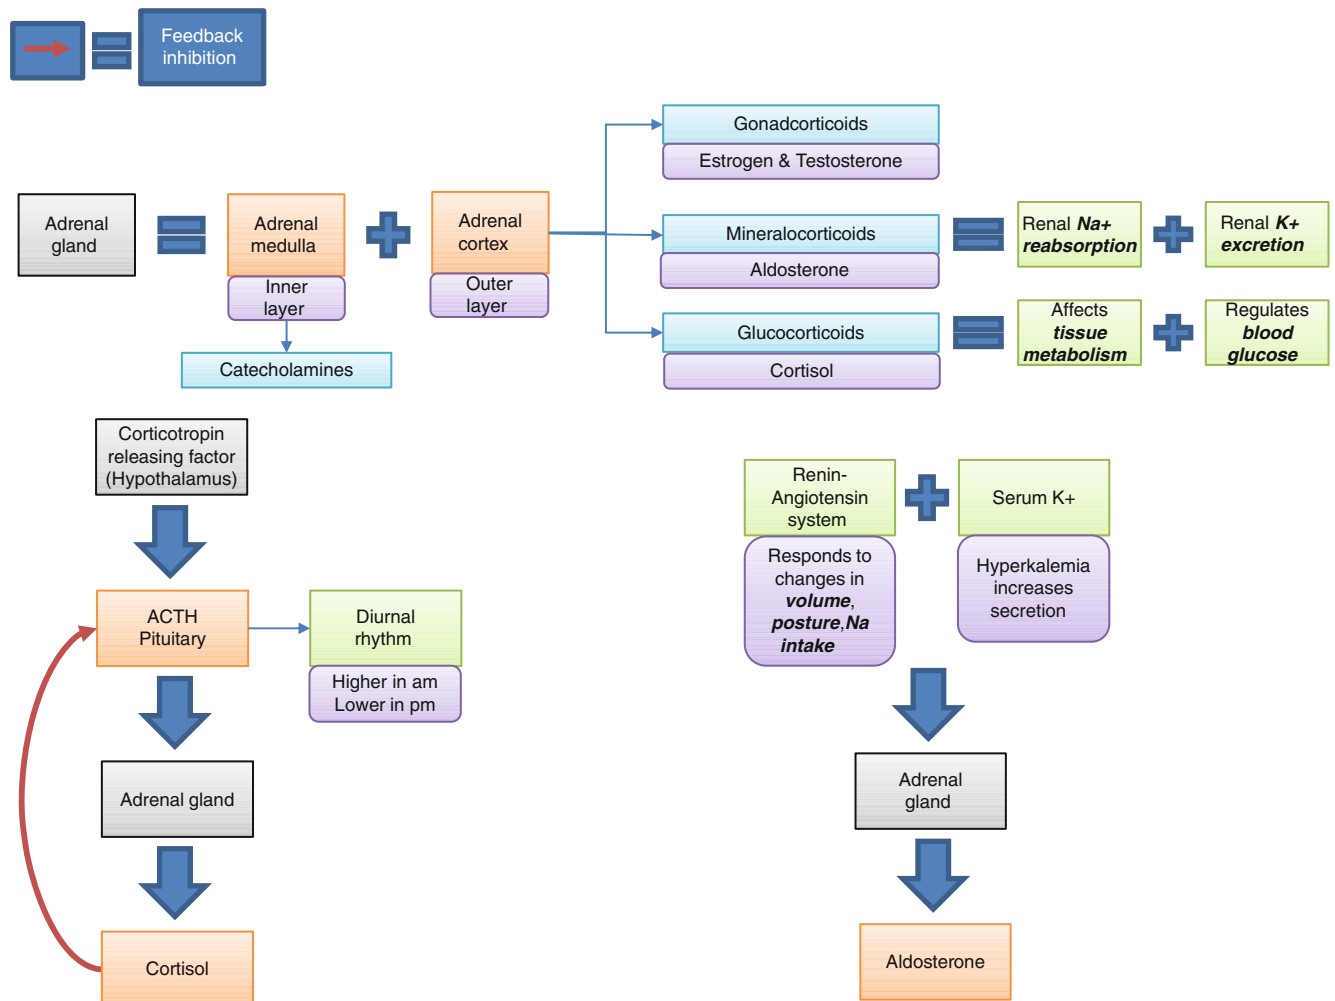 Feedback
inhibition
Gonadcorticoids
Estrogen & Testosterone
Adrenal
gland
Adrenal
medulla
Inner
layer
Catecholamines
Adrenal
cortex
Outer
layer
Mineralocorticoids
Aldosterone
Renal Na+
reabsorption
Renal K+
excretion
Glucocorticoids
Cortisol
Affects
tissue
metabolism
Regulates
blood
glucose
Corticotropin
releasing factor
(Hypothalamus)
ACTH
Pituitary
Diurnal
rhythm
Higher in am
Lower in pm
Adrenal gland
Cortisol
Renin-
Angiotensin
system
Responds to
changes in
volume,
posture,Na
intake
Serum K+
Hyperkalemia
increases
secretion
Adrenal
gland
Aldosterone